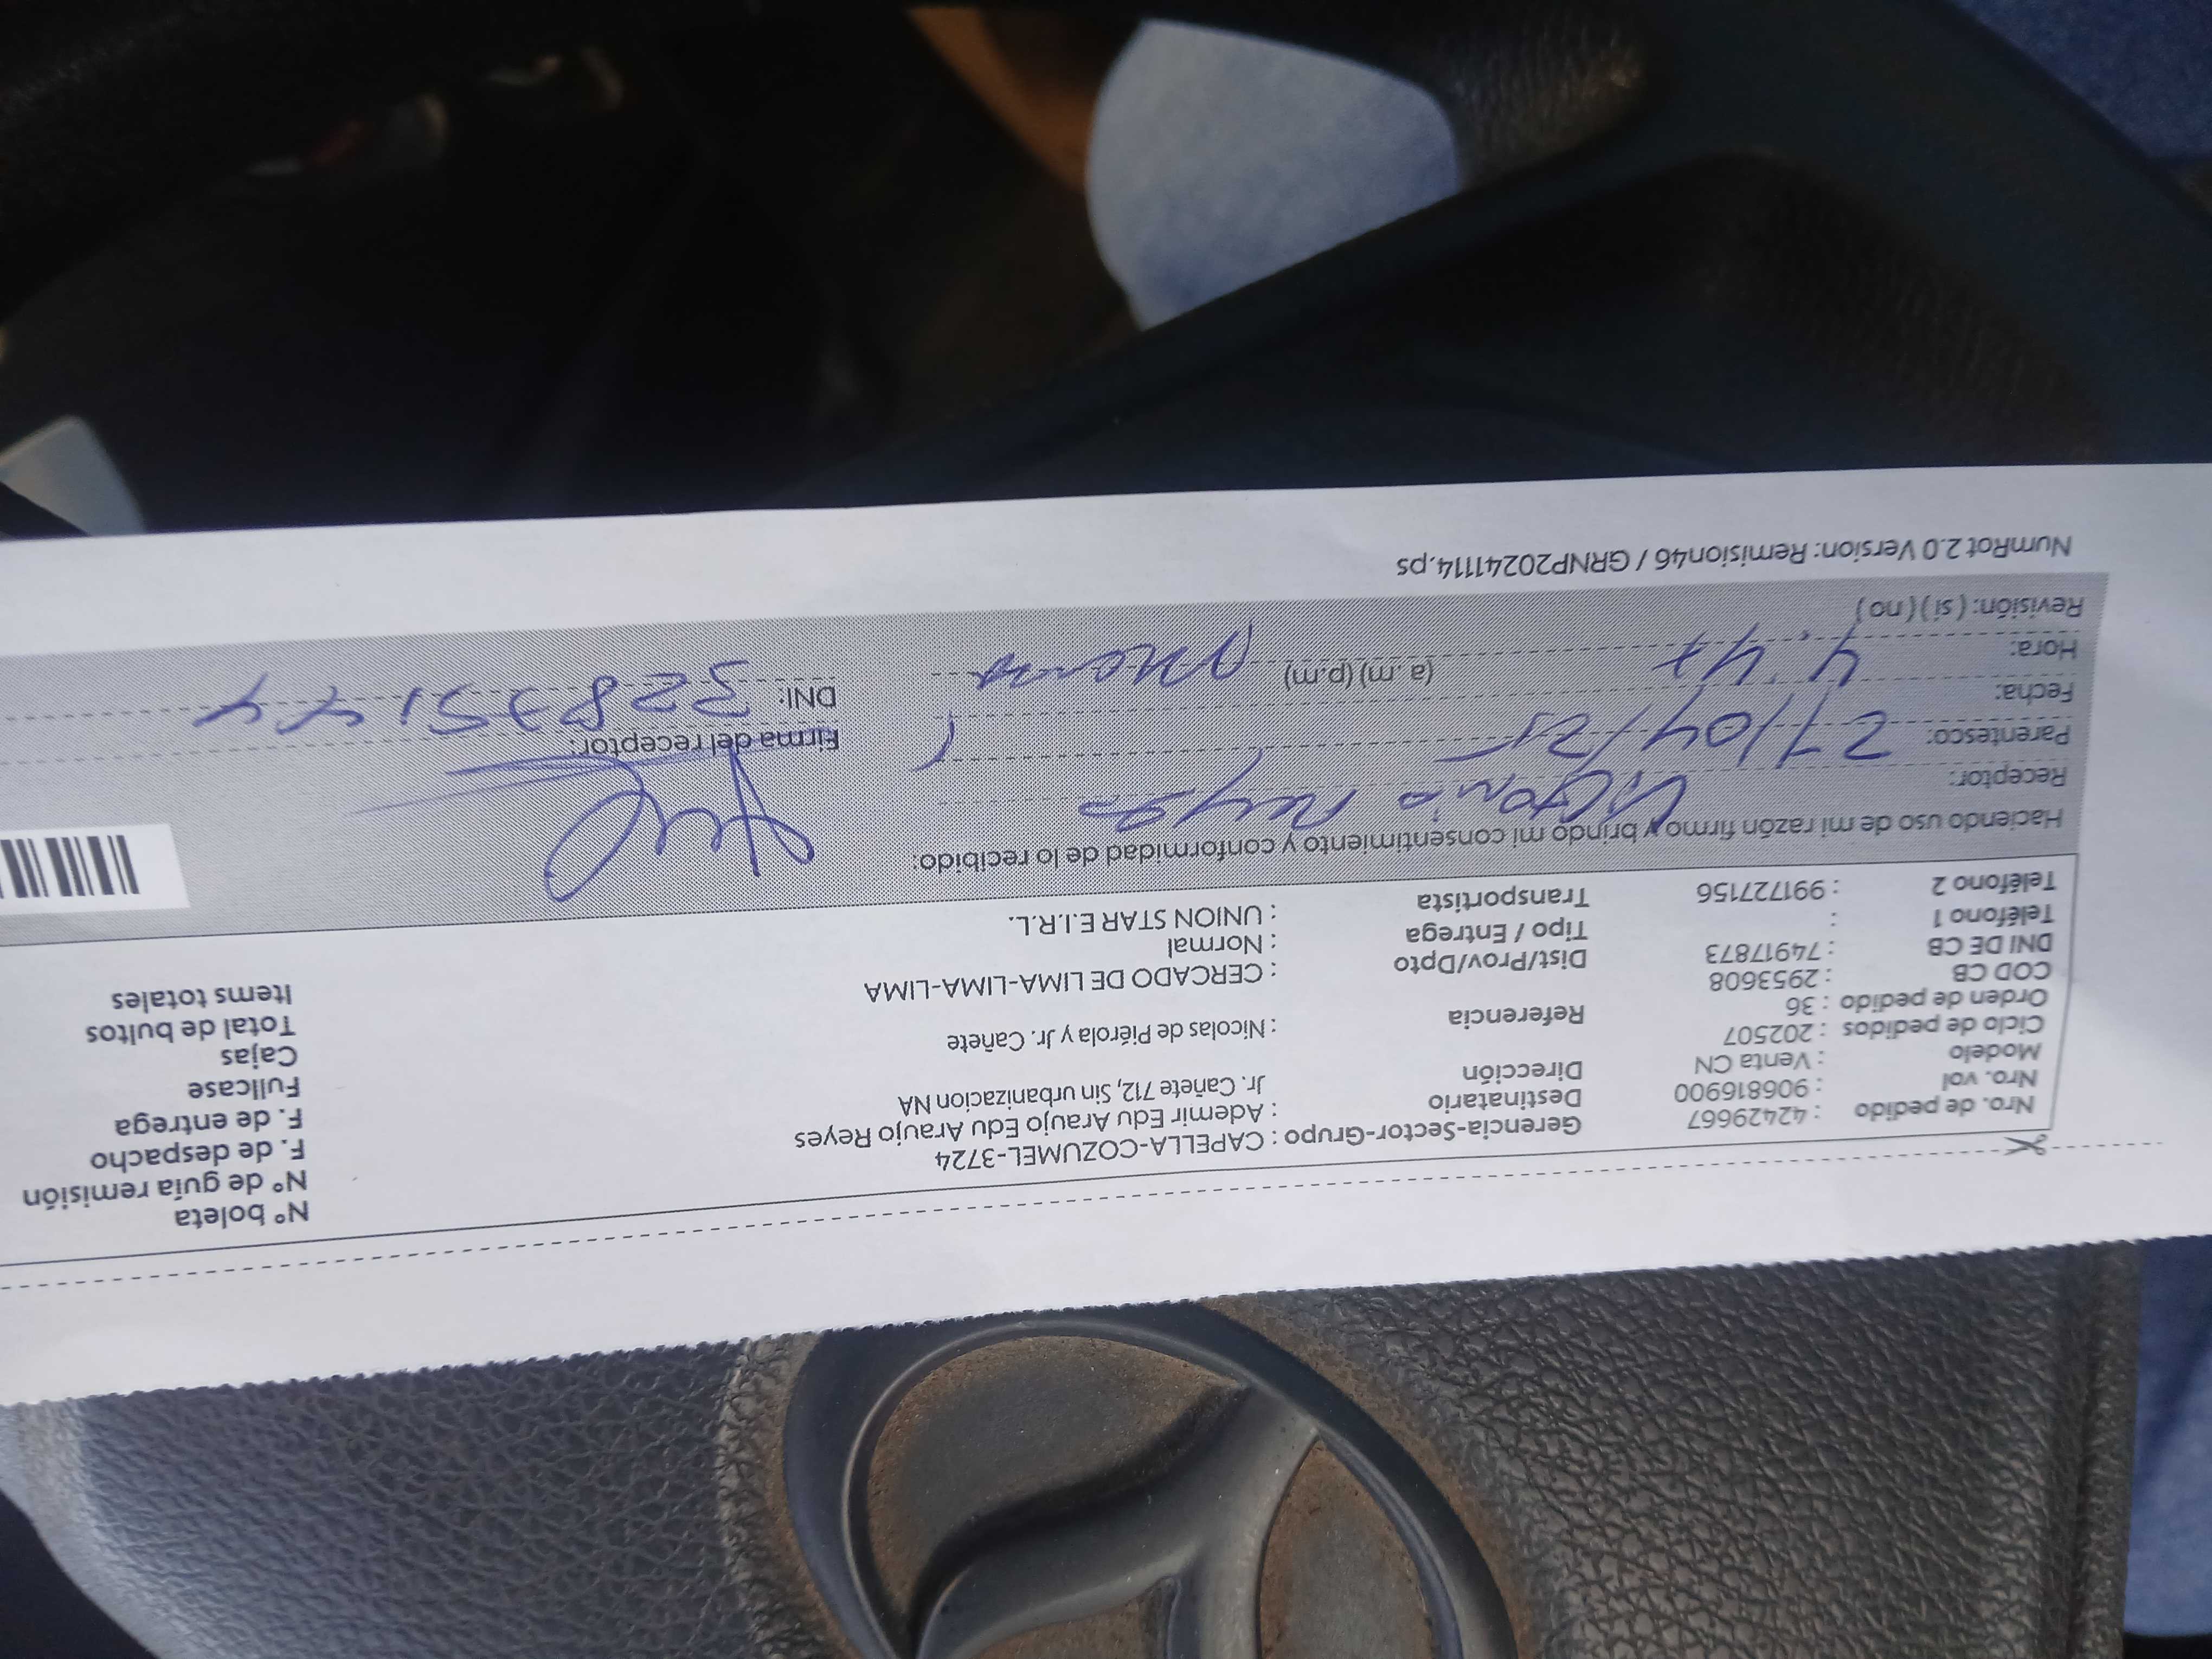 Nº boleta
Nº de guía remisión
F. de despacho
F. de entrega
Fullcase
Cajas
Total de bultos
Items totales
Nro. de pedido : 42429667
Nro. vol : 906816900
Modelo : Venta CN
Ciclo de pedidos : 202507
Orden de pedido : 36
COD CB : 2953608
DNI DE CB : 74917873
Teléfono 1 :
Teléfono 2 : 991727156
Gerencia-Sector-Grupo : CAPELLA-COZUMEL-3724
Destinatario : Ademir Edu Araujo Edu Araujo Reyes
Dirección Jr. Cañete 712, Sin urbanizacion NA
Referencia : Nicolas de Piérola y Jr. Cañete
Dist/Prov/Dpto : CERCADO DE LIMA-LIMA-LIMA
Tipo / Entrega : Normal
Transportista : UNION STAR E.I.R.L.
Haciendo uso de mi razón firmo y brindo mi consentimiento y conformidad de lo recibido:
Receptor: Reyes
Parentesco:
Fecha: 21/04/25
Hora: 4.4 (a.m) (p.m)
Revisión: (si) (no)
Firma del receptor:
DNI:
NumRot 2.0 Version: Remision46 / GRNP20241114.ps